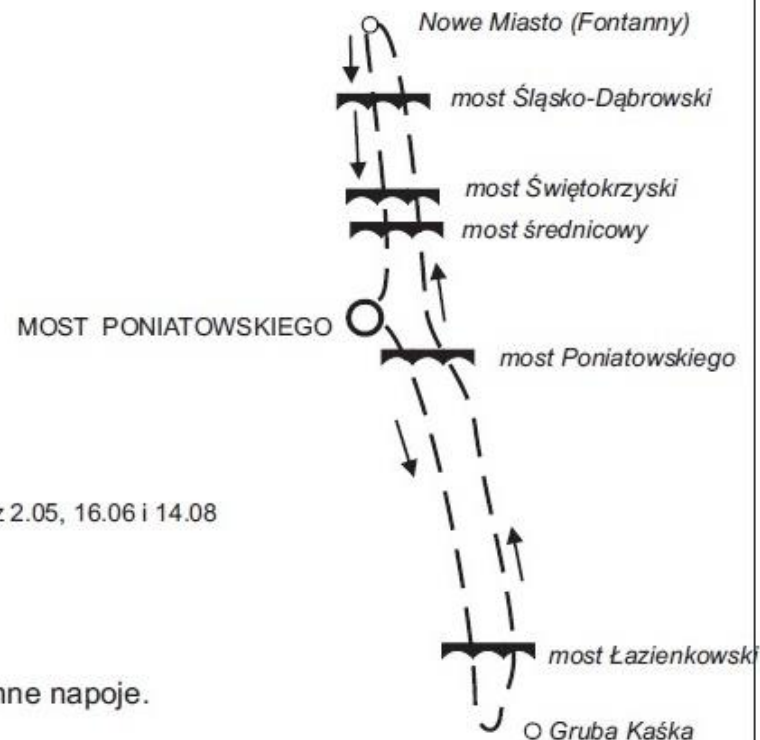 Nowe Miasto (Fontanny)
most Śląsko-Dąbrowski
most Świętokrzyski
most średnicowy
MOST PONIATOWSKIEGO
most Poniatowskiego
z 2.05, 16.06 i 14.08
most Łazienkowski
nne napoje.
Gruba Kaśka